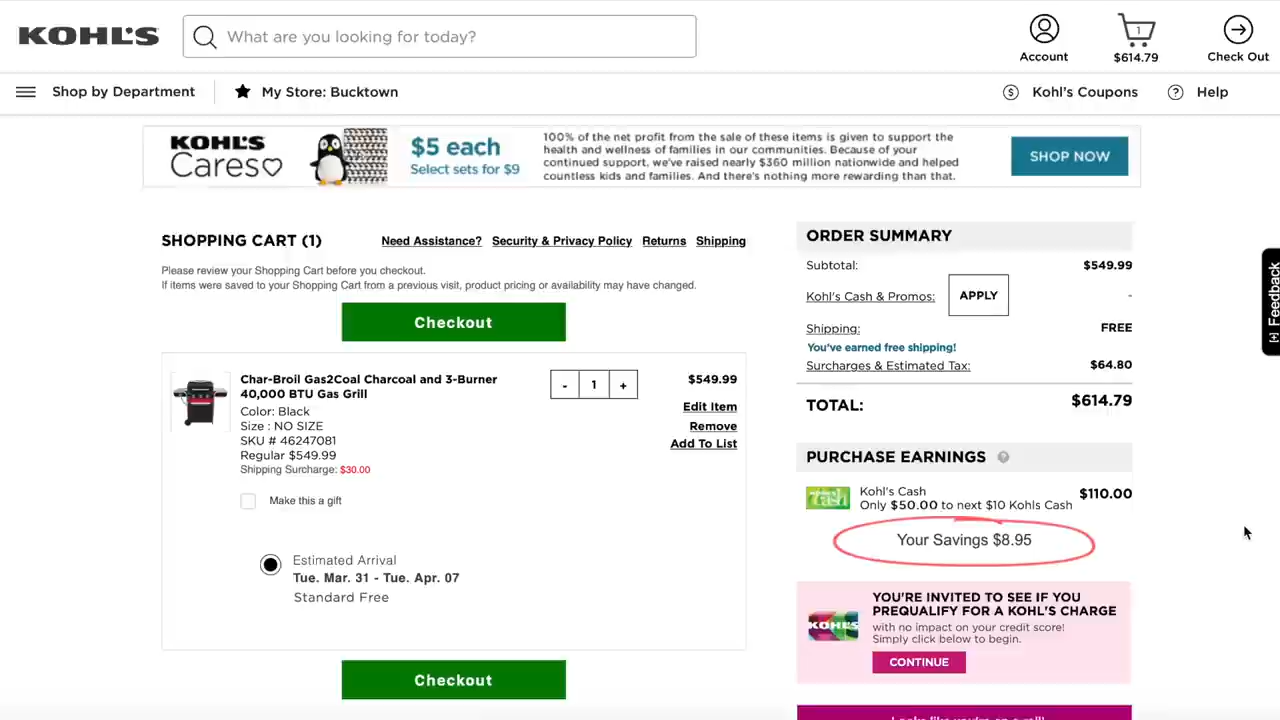 KOHL'S
What are you looking for today?
Account
1
$614.79
Check Out
Shop by Department
My Store: Bucktown
Kohl's Coupons
Help
KOHL'S
Cares
$5 each
Select sets for $9
100% of the net profit from the sale of these items is given to support the
health and wellness of families in our communities. Because of your
continued support, we've raised nearly $360 million nationwide and helped
countless kids and families. And there's nothing more rewarding than that.
SHOP NOW
SHOPPING CART (1)
Need Assistance? Security & Privacy Policy Returns Shipping
Please review your Shopping Cart before you checkout.
If items were saved to your Shopping Cart from a previous visit, product pricing or availability may have changed.
Checkout
Char-Broil Gas2Coal Charcoal and 3-Burner
40,000 BTU Gas Grill
Color: Black
Size : NO SIZE
SKU # 46247081
Regular $549.99
Shipping Surcharge: $30.00
Make this a gift
- 1 +
$549.99
Edit Item
Remove
Add To List
Estimated Arrival
Tue. Mar. 31 - Tue. Apr. 07
Standard Free
Checkout
ORDER SUMMARY
Subtotal: $549.99
Kohl's Cash & Promos: APPLY -
Shipping: FREE
You've earned free shipping!
Surcharges & Estimated Tax: $64.80
TOTAL: $614.79
PURCHASE EARNINGS ?
Kohl's Cash $110.00
Only $50.00 to next $10 Kohls Cash
Your Savings $8.95
YOU'RE INVITED TO SEE IF YOU
PREQUALIFY FOR A KOHL'S CHARGE
with no impact on your credit score!
Simply click below to begin.
KOHL'S
CONTINUE
[+] Feedback